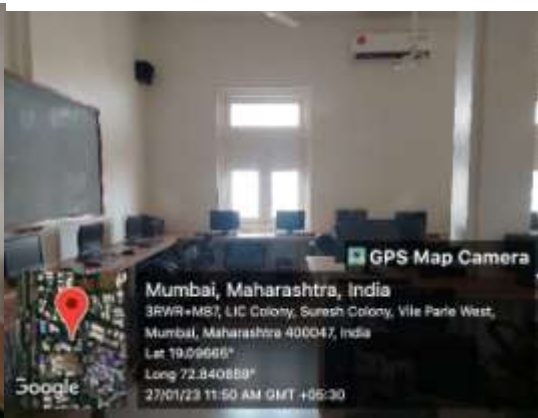 GPS Map Camera
Mumbai, Maharashtra, India
3RWR+M87, LIC Colony, Suresh Colony, Vile Parle West,
Mumbai, Maharashtra 400047, India
Lat 19.09665°
Long 72.840889°
27/01/23 11:50 AM GMT +05:30
Google